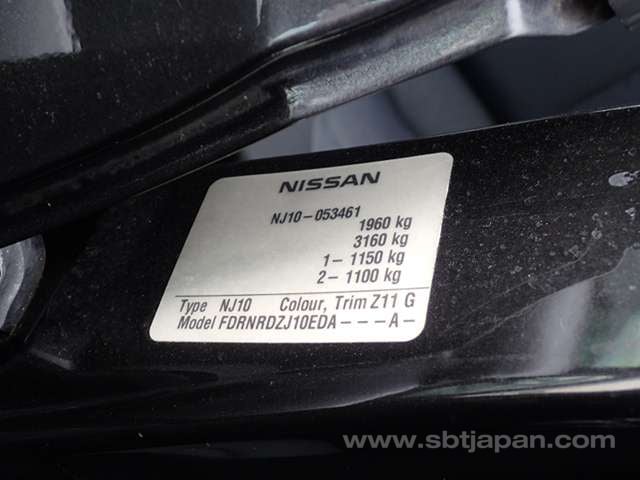 NISSAN
NJ10-053461
1960 kg
3160 kg
1- 1150 kg
2- 1100 kg
Type NJ10 Colour, Trim Z11 G
Model FDRNRDZJ10EDA- - - A -
www.sbtjapan.com